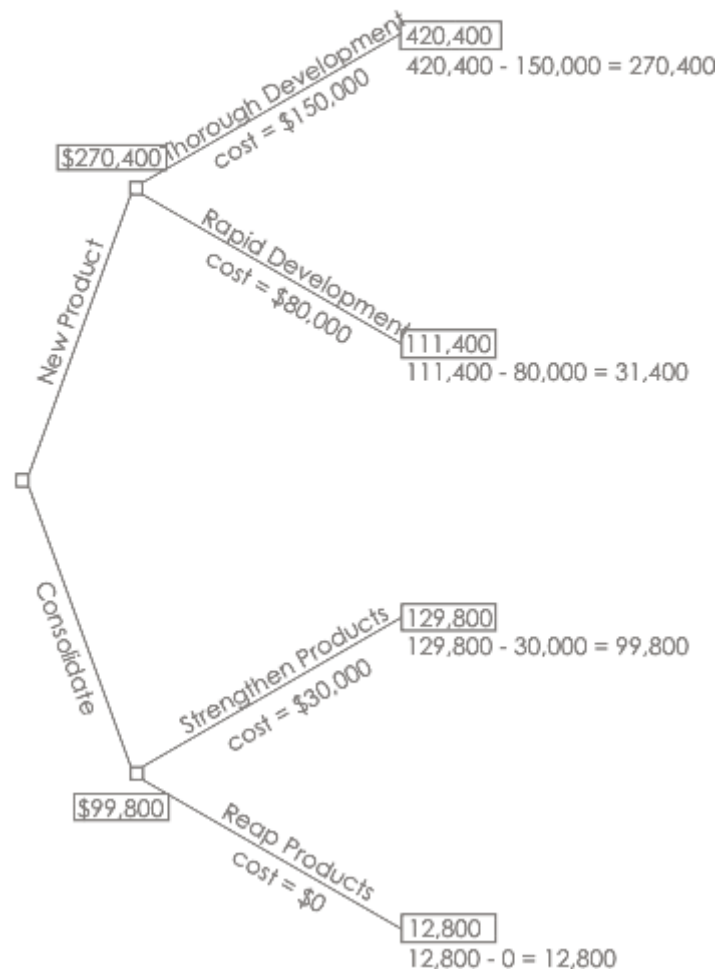 420,400
420,400 - 150,000 = 270,400
Thorough Development
cost = $150,000
$270,400
Rapid Development
cost = $80,000
New Product
111,400
111,400 - 80,000 = 31,400
Consolidate
129,800
129,800 - 30,000 = 99,800
Strengthen Products
cost = $30,000
$99,800
Reap Products
cost = $0
12,800
12,800 - 0 = 12,800